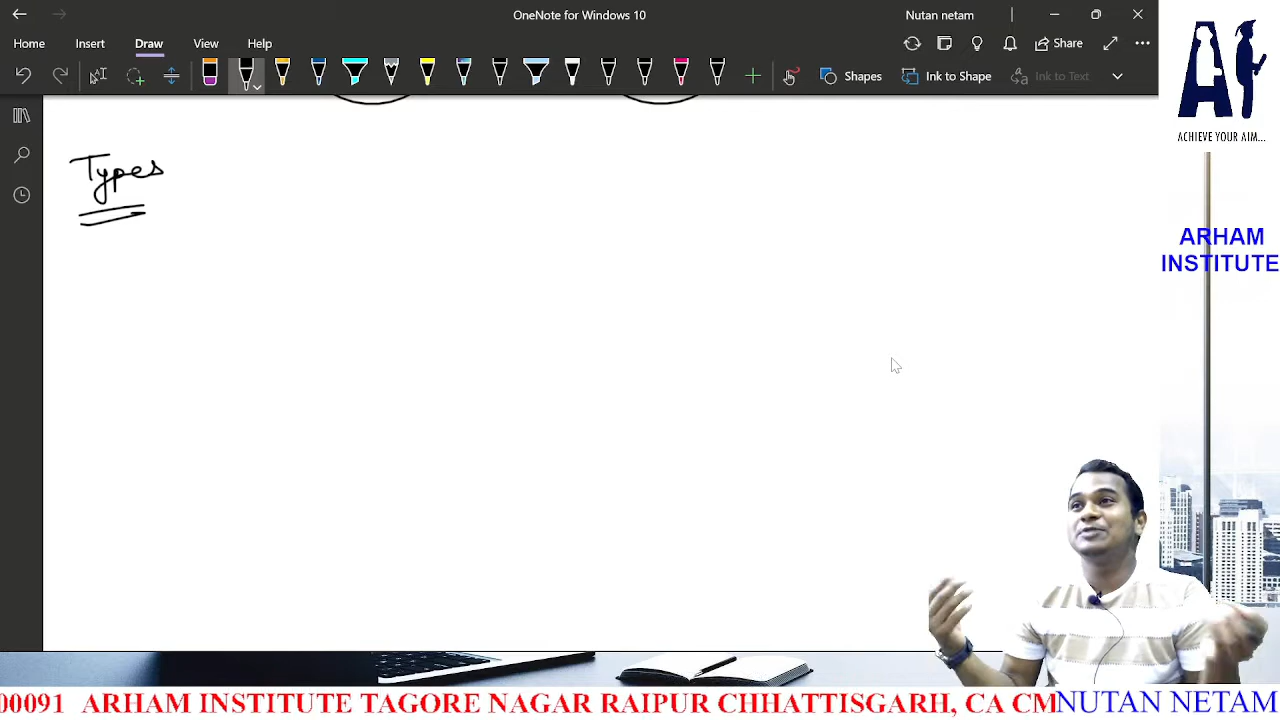 OneNote for Windows 10
Nutan netam
Home Insert Draw View Help
Share
Shapes
Ink to Shape
Ink to Text
ACHIEVE YOUR AIM...
Types
ARHAM
INSTITUTE
00091 ARHAM INSTITUTE TAGORE NAGAR RAIPUR CHHATTISGARH, CA CM
NUTAN NETAM